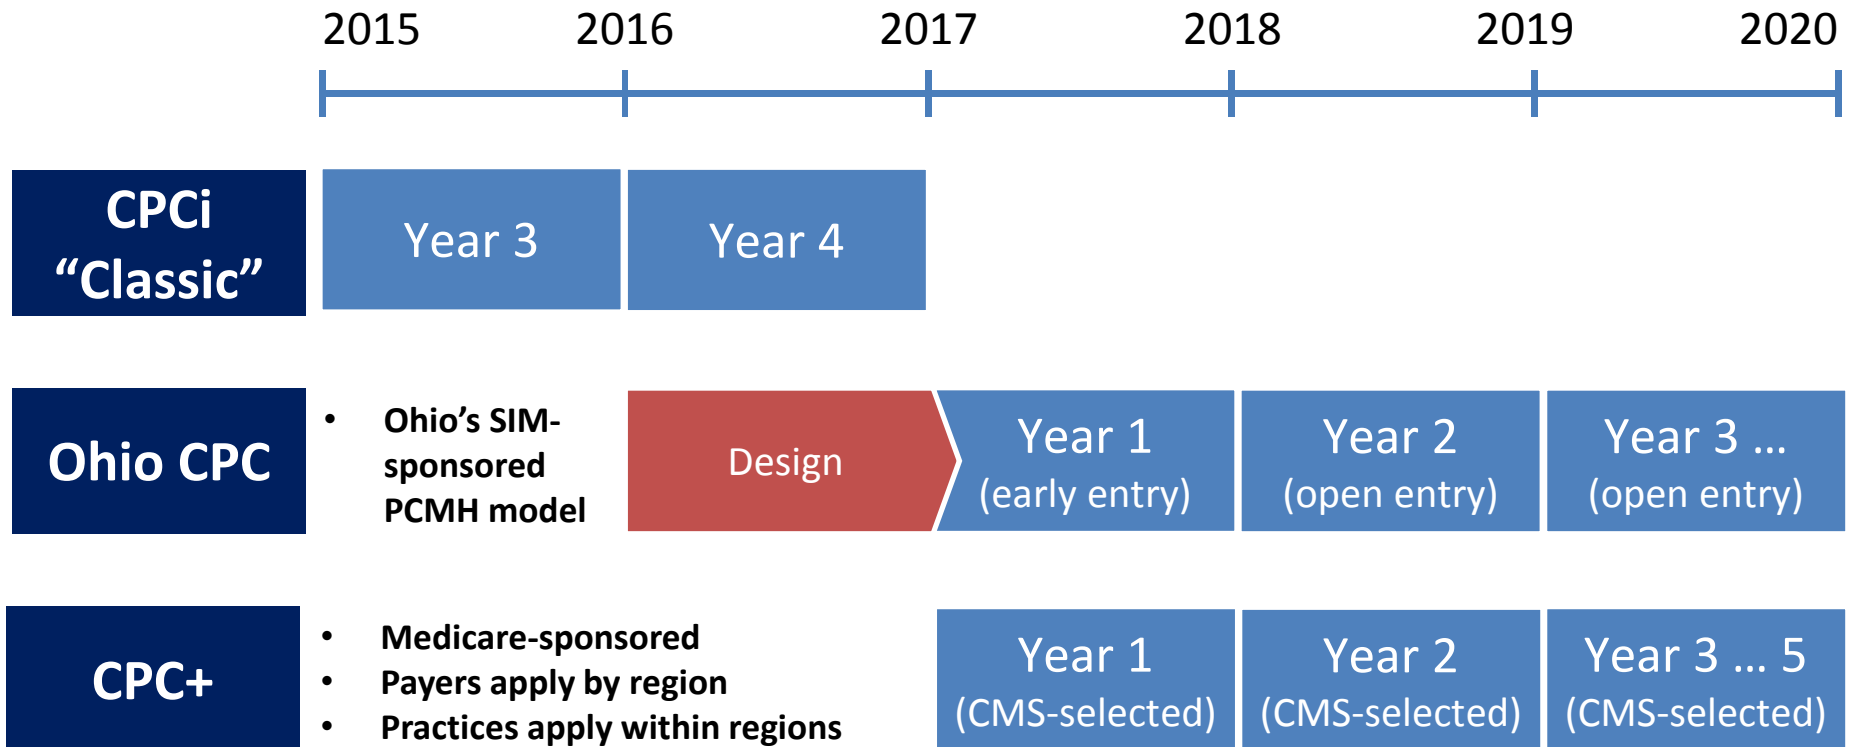 2015 2016 2017 2018 2019 2020
CPCi
“Classic”
Year 3
Year 4
Ohio CPC
• Ohio’s SIM-
sponsored
PCMH model
Design
Year 1
(early entry)
Year 2
(open entry)
Year 3 ...
(open entry)
CPC+
• Medicare-sponsored
• Payers apply by region
• Practices apply within regions
Year 1
(CMS-selected)
Year 2
(CMS-selected)
Year 3 ... 5
(CMS-selected)